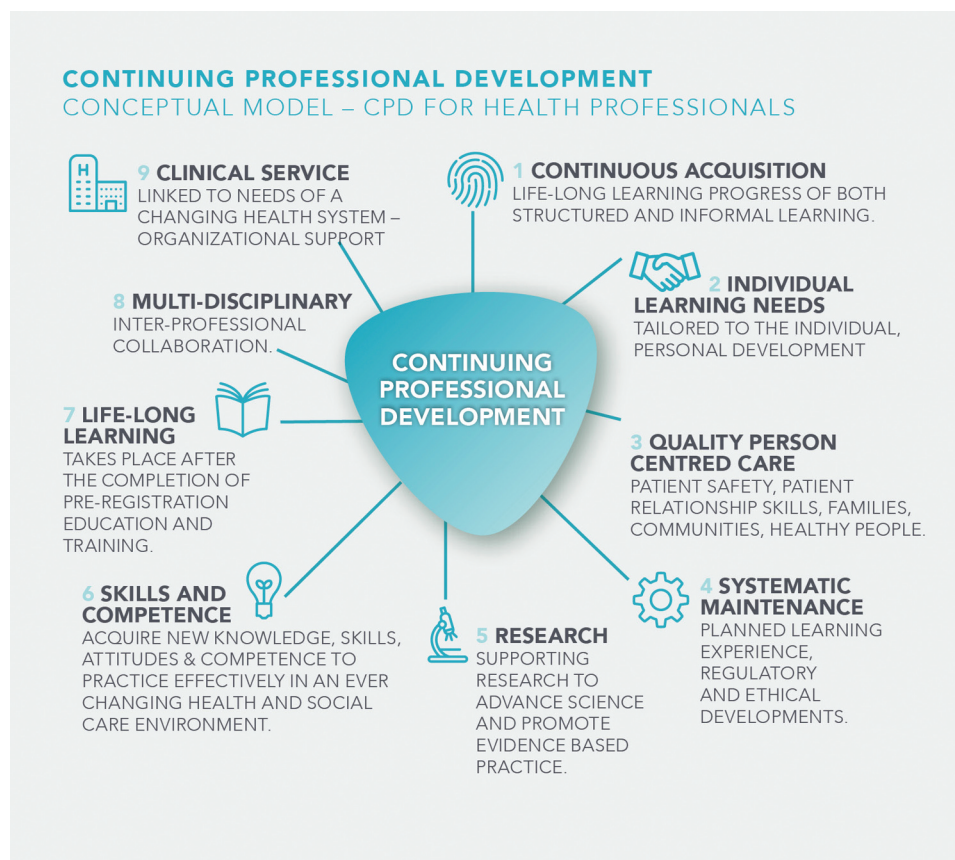 CONTINUING PROFESSIONAL DEVELOPMENT
CONCEPTUAL MODEL – CPD FOR HEALTH PROFESSIONALS
H
9 CLINICAL SERVICE
LINKED TO NEEDS OF A
CHANGING HEALTH SYSTEM –
ORGANIZATIONAL SUPPORT
1 CONTINUOUS ACQUISITION
LIFE-LONG LEARNING PROGRESS OF BOTH
STRUCTURED AND INFORMAL LEARNING.
2 INDIVIDUAL
LEARNING NEEDS
TAILORED TO THE INDIVIDUAL,
PERSONAL DEVELOPMENT
8 MULTI-DISCIPLINARY
INTER-PROFESSIONAL
COLLABORATION.
CONTINUING
PROFESSIONAL
DEVELOPMENT
7 LIFE-LONG
LEARNING
TAKES PLACE AFTER
THE COMPLETION OF
PRE-REGISTRATION
EDUCATION AND
TRAINING.
3 QUALITY PERSON
CENTRED CARE
PATIENT SAFETY, PATIENT
RELATIONSHIP SKILLS, FAMILIES,
COMMUNITIES, HEALTHY PEOPLE.
6 SKILLS AND
COMPETENCE
ACQUIRE NEW KNOWLEDGE, SKILLS,
ATTITUDES & COMPETENCE TO
PRACTICE EFFECTIVELY IN AN EVER
CHANGING HEALTH AND SOCIAL
CARE ENVIRONMENT.
5 RESEARCH
SUPPORTING
RESEARCH TO
ADVANCE SCIENCE
AND PROMOTE
EVIDENCE BASED
PRACTICE.
4 SYSTEMATIC
MAINTENANCE
PLANNED LEARNING
EXPERIENCE,
REGULATORY
AND ETHICAL
DEVELOPMENTS.